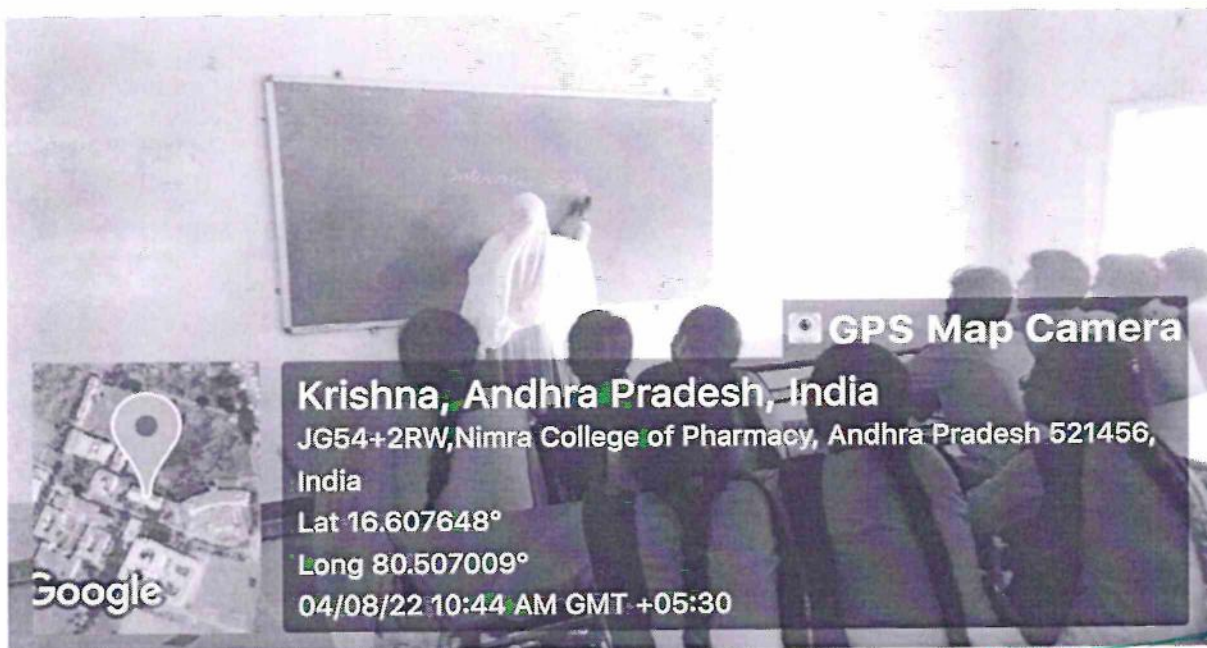 GPS Map Camera
Krishna, Andhra Pradesh, India
JG54+2RW,Nimra College of Pharmacy, Andhra Pradesh 521456,
India
Lat 16.607648°
Long 80.507009°
04/08/22 10:44 AM GMT +05:30
Google